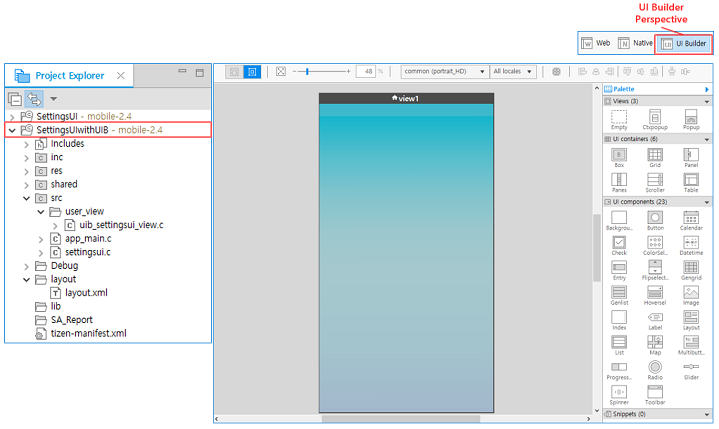 UI Builder
Perspective
Web
Native
UI Builder
Project Explorer
SettingsUI - mobile-2.4
SettingsUIwithUIB - mobile-2.4
Includes
inc
res
shared
src
user_view
uib_settingsui_view.c
app_main.c
settingsui.c
Debug
layout
layout.xml
lib
SA_Report
tizen-manifest.xml
48 %
common (portrait_HD)
All locales
view1
Palette
Views (3)
Empty Ctxpopup Popup
UI containers (6)
Box Grid Panel
Panes Scroller Table
UI components (23)
Backgrou... Button Calendar
Check ColorSel... Datetime
Entry Flipselect... Gengrid
Genlist Hoversel Image
Index Label Layout
List Map Multibutt...
Progress... Radio Slider
Spinner Toolbar
Snippets (0)